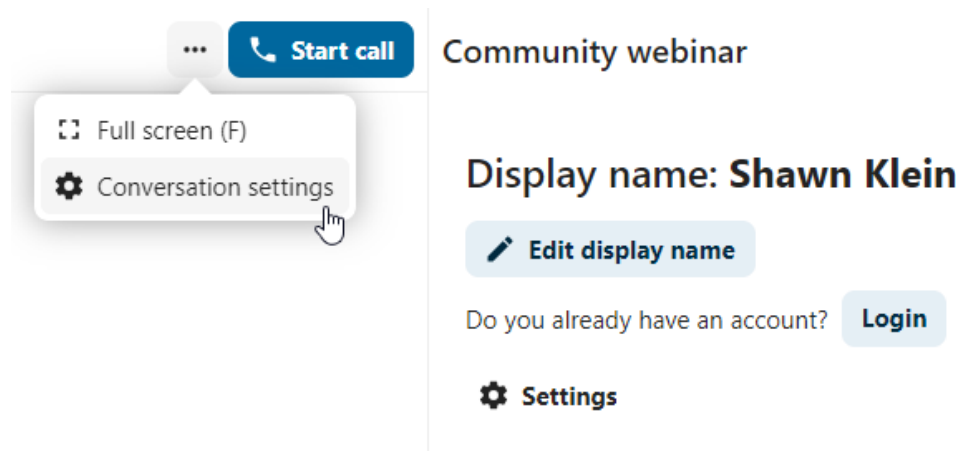 Start call
Community webinar
Full screen (F)
Conversation settings
Display name: Shawn Klein
Edit display name
Do you already have an account? Login
Settings